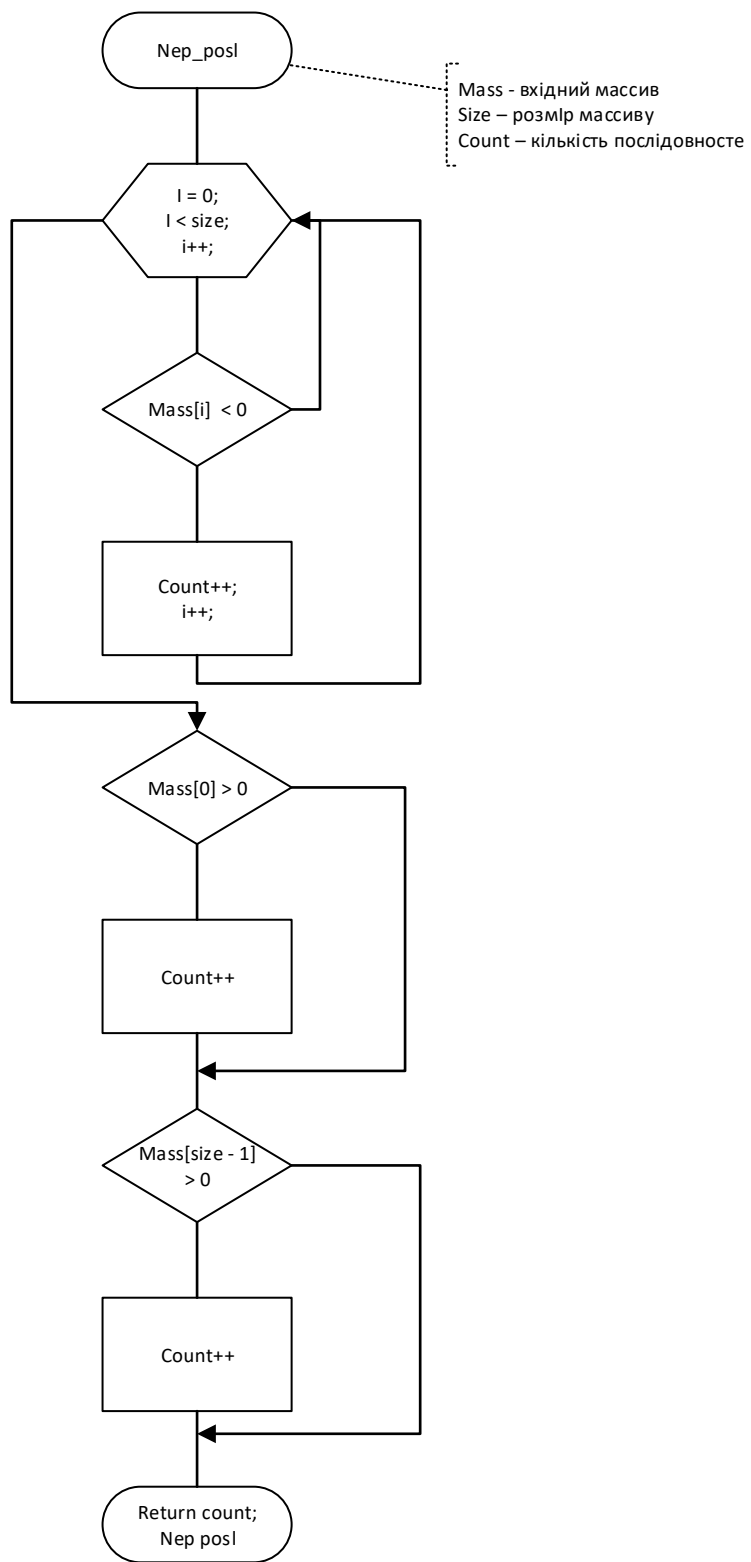 Nep_posl
Mass - вхідний массив
Size – розмІр массиву
Count – кількість послідовносте
I = 0;
I < size;
i++;
Mass[i] < 0
Count++;
i++;
Mass[0] > 0
Count++
Mass[size - 1]
> 0
Count++
Return count;
Nep posl